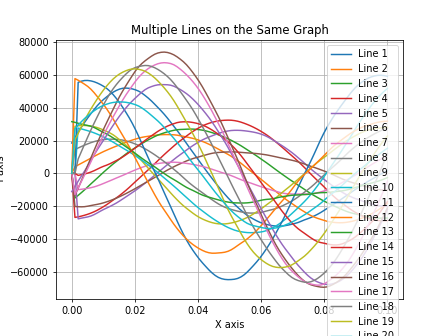 Multiple Lines on the Same Graph
80000
60000
40000
20000
0
−20000
−40000
−60000
0.00
0.02
0.04
0.06
0.08
X axis
Line 1
Line 2
Line 3
Line 4
Line 5
Line 6
Line 7
Line 8
Line 9
Line 10
Line 11
Line 12
Line 13
Line 14
Line 15
Line 16
Line 17
Line 18
Line 19